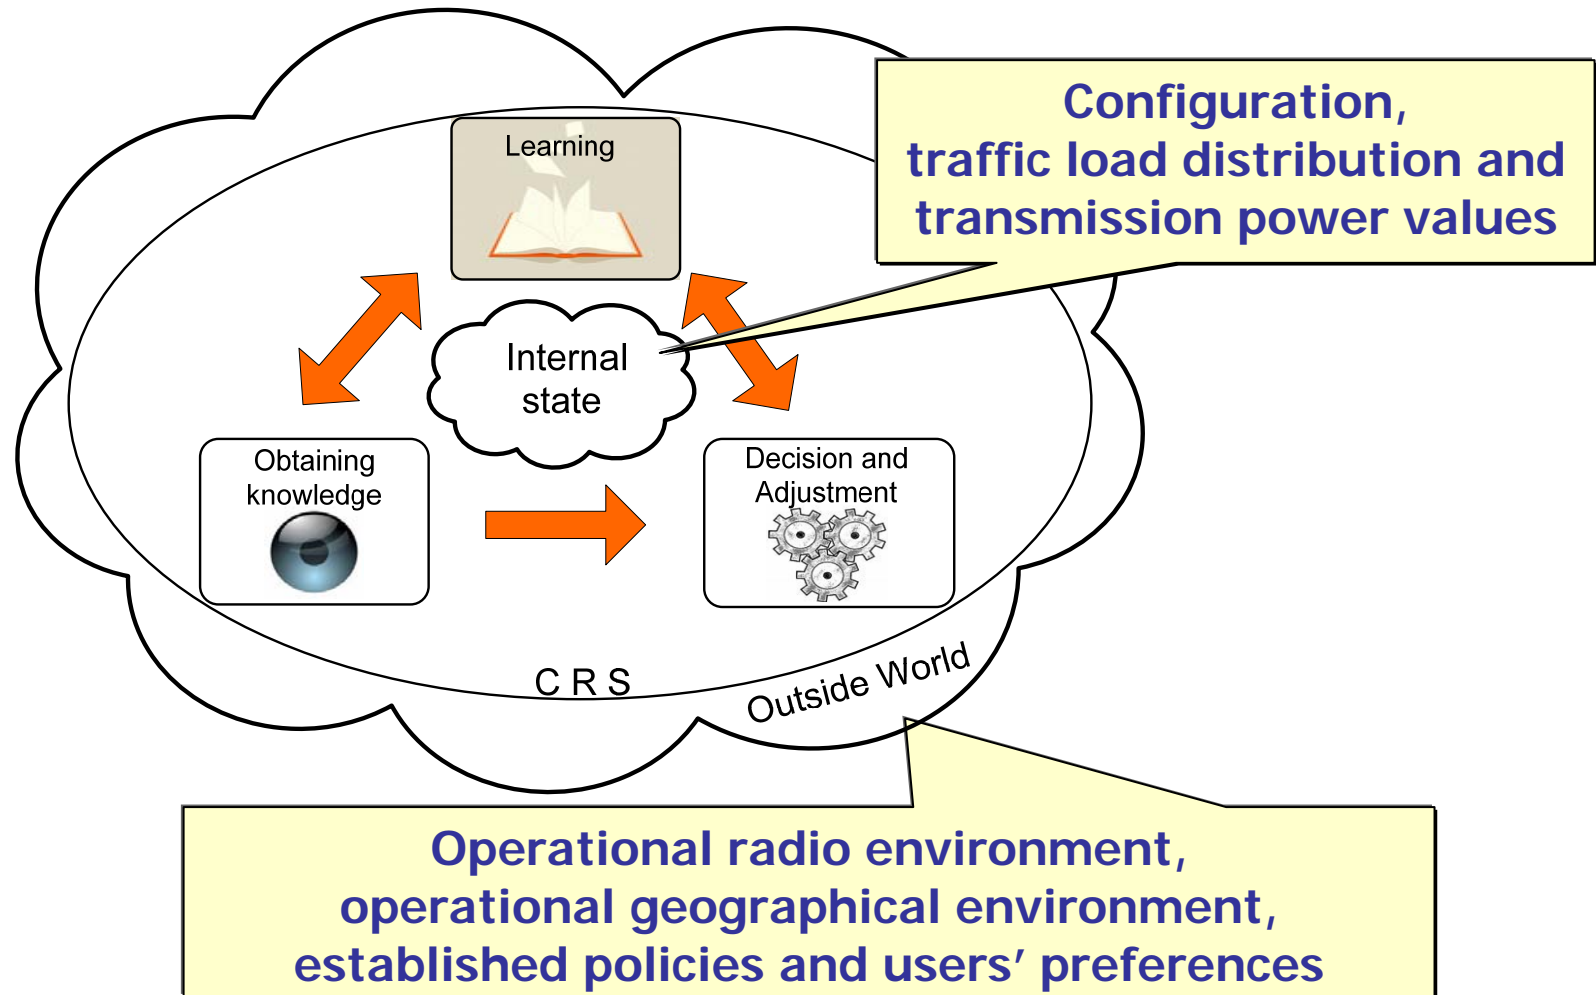 Configuration,
traffic load distribution and
transmission power values
Learning
Internal
state
Obtaining
knowledge
Decision and
Adjustment
C R S
Outside World
Operational radio environment,
operational geographical environment,
established policies and users’ preferences